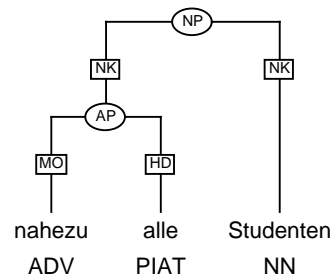 NP
NK NK
AP
MO HD
nahezu alle Studenten
ADV PIAT NN